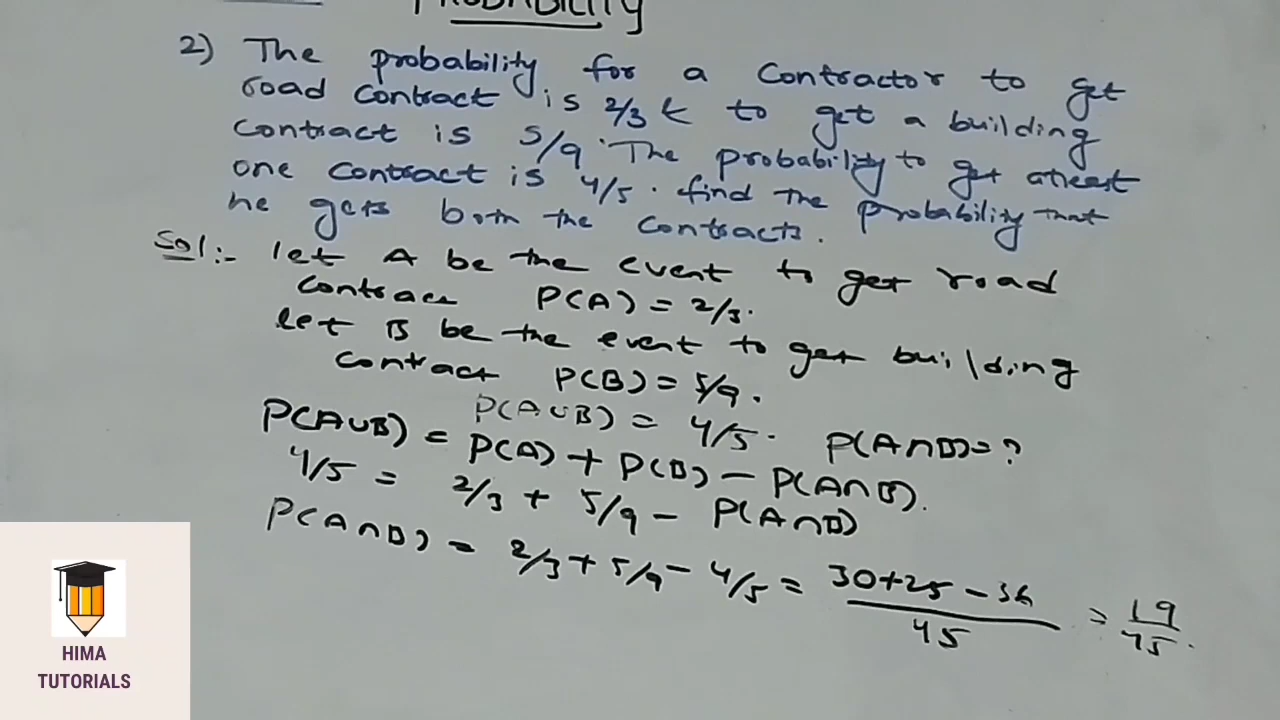 PROBABILITY
2) The probability for a contractor to get
road contract is 2/3 & to get a building
contract is 5/9. The probability to get atleast
one contract is 4/5. find the probability that
he gets both the contracts.
Sol:- let A be the event to get road
contract P(A) = 2/3.
let B be the event to get building
contract P(B) = 5/9.
P(A∪B) = 4/5. P(A∩B)=?
P(A∪B) = P(A) + P(B) - P(A∩B).
4/5 = 2/3 + 5/9 - P(A∩B)
P(A∩B) = 2/3 + 5/9 - 4/5 = 30+25-36/45 = 19/45.
HIMA
TUTORIALS